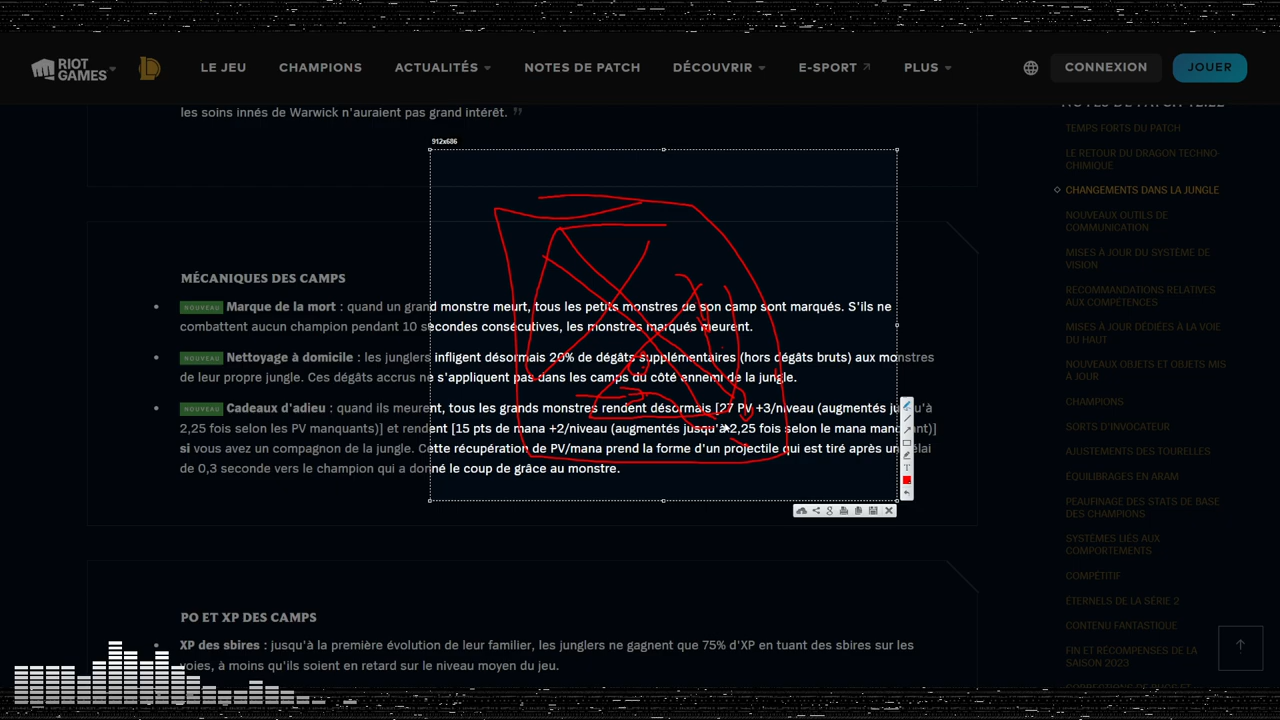 RIOT GAMES
LE JEU
CHAMPIONS
ACTUALITÉS
NOTES DE PATCH
DÉCOUVRIR
E-SPORT
PLUS
CONNEXION
JOUER
les soins innés de Warwick n'auraient pas grand intérêt. ”
912x686
MÉCANIQUES DES CAMPS
NOUVEAU Marque de la mort : quand un grand monstre meurt, tous les petits monstres de son camp sont marqués. S'ils ne
combattent aucun champion pendant 10 secondes consécutives, les monstres marqués meurent.
NOUVEAU Nettoyage à domicile : les junglers infligent désormais 20% de dégâts supplémentaires (hors dégâts bruts) aux monstres
de leur propre jungle. Ces dégâts accrus ne s'appliquent pas dans les camps du côté ennemi de la jungle.
NOUVEAU Cadeaux d'adieu : quand ils meurent, tous les grands monstres rendent désormais [27 PV +3/niveau (augmentés jusqu'à
2,25 fois selon les PV manquants)] et rendent [15 pts de mana +2/niveau (augmentés jusqu'à 2,25 fois selon le mana manquant)]
si vous avez un compagnon de la jungle. Cette récupération de PV/mana prend la forme d'un projectile qui est tiré après un délai
de 0,3 seconde vers le champion qui a donné le coup de grâce au monstre.
PO ET XP DES CAMPS
XP des sbires : jusqu'à la première évolution de leur familier, les junglers ne gagnent que 75% d'XP en tuant des sbires sur les
voies, à moins qu'ils soient en retard sur le niveau moyen du jeu.
NOTES DE PATCH 12.22
TEMPS FORTS DU PATCH
LE RETOUR DU DRAGON TECHNO-
CHIMIQUE
CHANGEMENTS DANS LA JUNGLE
NOUVEAUX OUTILS DE
COMMUNICATION
MISES À JOUR DU SYSTÈME DE
VISION
RECOMMANDATIONS RELATIVES
AUX COMPÉTENCES
MISES À JOUR DÉDIÉES À LA VOIE
DU HAUT
NOUVEAUX OBJETS ET OBJETS MIS
À JOUR
CHAMPIONS
SORTS D'INVOCATEUR
AJUSTEMENTS DES TOURELLES
ÉQUILIBRAGES EN ARAM
PEAUFINAGE DES STATS DE BASE
DES CHAMPIONS
SYSTÈMES LIÉS AUX
COMPORTEMENTS
COMPÉTITIF
ÉTERNELS DE LA SÉRIE 2
CONTENU FANTASTIQUE
FIN ET RÉCOMPENSES DE LA
SAISON 2023